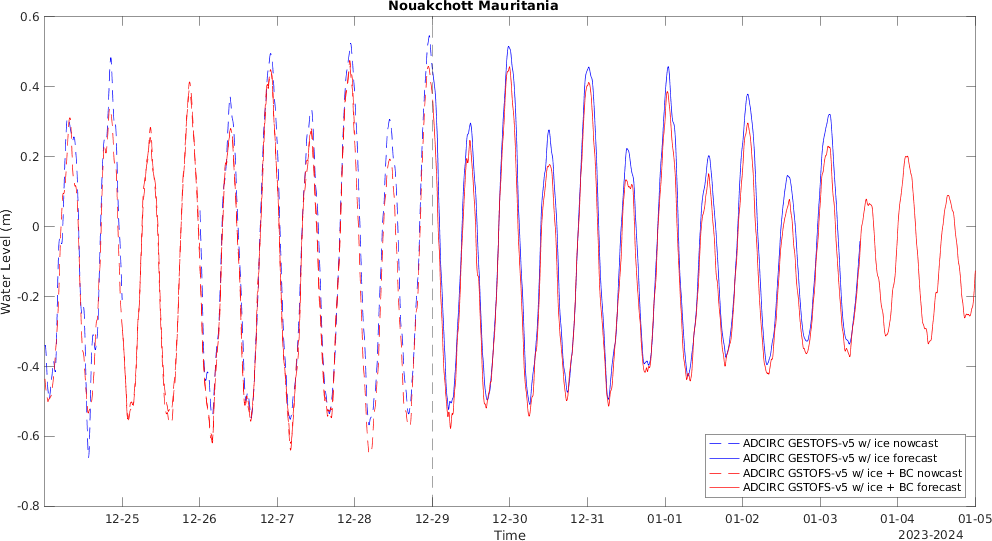 Nouakchott Mauritania
0.6
0.4
0.2
0
-0.2
-0.4
-0.6
-0.8
Water Level (m)
12-25 12-26 12-27 12-28 12-29 12-30 12-31 01-01 01-02 01-03 01-04 01-05
Time
2023-2024
ADCIRC GESTOFS-v5 w/ ice nowcast
ADCIRC GESTOFS-v5 w/ ice forecast
ADCIRC GSTOFS-v5 w/ ice + BC nowcast
ADCIRC GSTOFS-v5 w/ ice + BC forecast